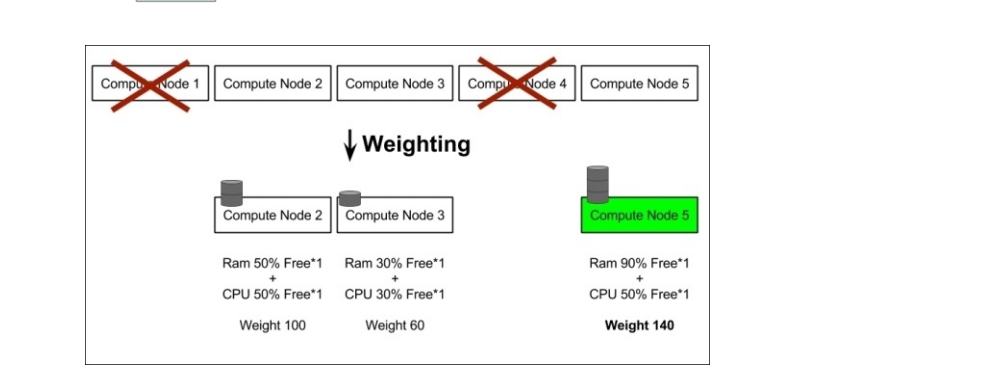 Compute Node 1 Compute Node 2 Compute Node 3 Compute Node 4 Compute Node 5
Weighting
Compute Node 2 Compute Node 3 Compute Node 5
Ram 50% Free*1 Ram 30% Free*1 Ram 90% Free*1
+ + +
CPU 50% Free*1 CPU 30% Free*1 CPU 50% Free*1
Weight 100 Weight 60 Weight 140